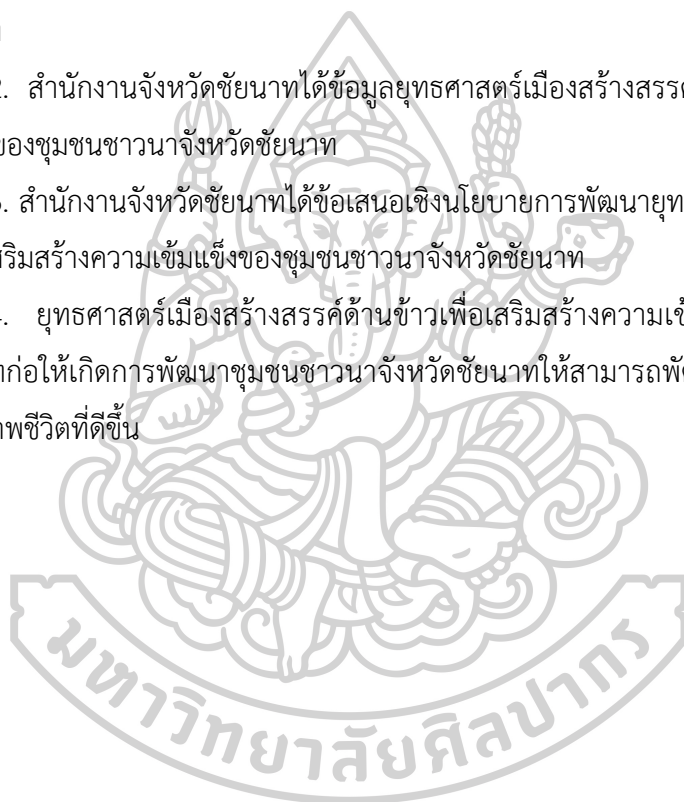 2. สำนักงานจังหวัดชัยนาทได้ข้อมูลยุทธศาสตร์เมืองสร้างสรรค
ของชุมชนชาวนาจังหวัดชัยนาท
. สำนักงานจังหวัดชัยนาทได้ข้อเสนอเชิงนโยบายการพัฒนายุท
สริมสร้างความเข้มแข็งของชุมชนชาวนาจังหวัดชัยนาท
. ยุทธศาสตร์เมืองสร้างสรรค์ด้านข้าวเพื่อเสริมสร้างความเข้
ทก่อให้เกิดการพัฒนาชุมชนชาวนาจังหวัดชัยนาทให้สามารถพั
าพชีวิตที่ดีขึ้น
มหาวิทยาลัยศิลปากร